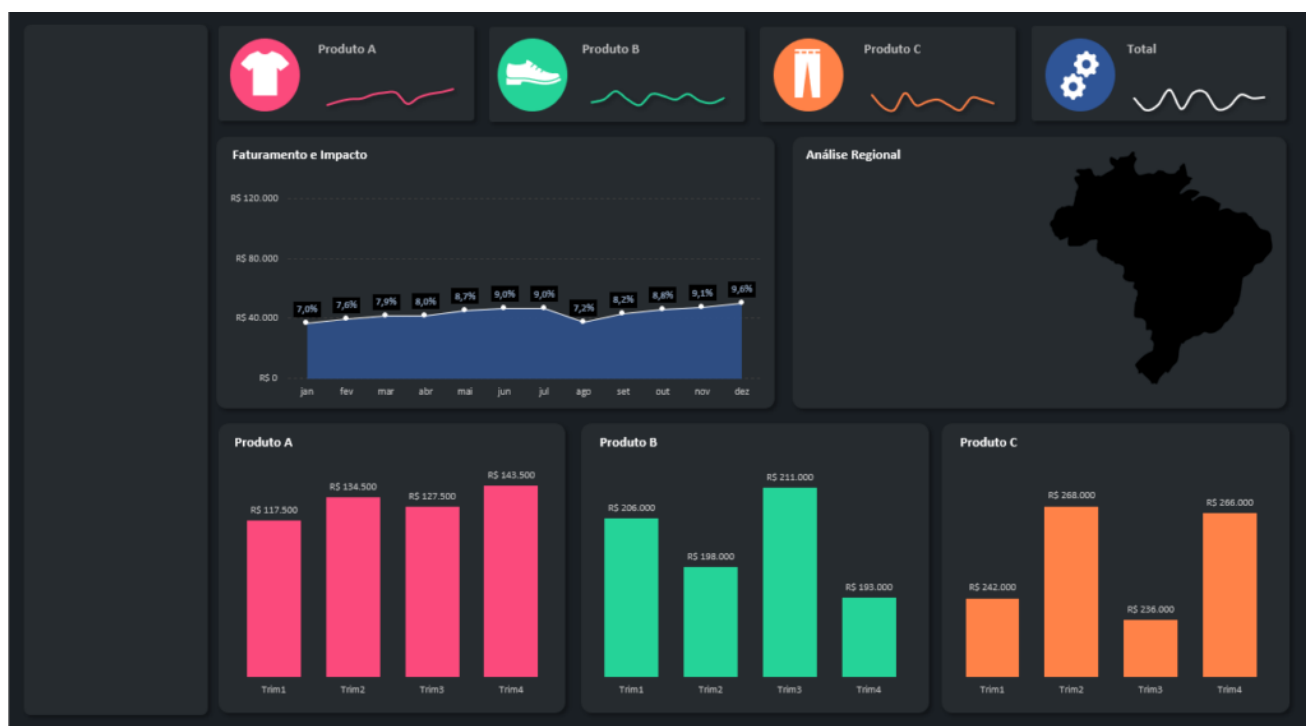 Produto A
Produto B
Produto C
Total
Faturamento e Impacto
R$ 120.000
R$ 80.000
R$ 40.000
R$ 0
7,0%
7,6%
7,9%
8,0%
8,7%
9,0%
9,0%
7,2%
8,2%
8,8%
9,1%
9,6%
jan
fev
mar
abr
mai
jun
jul
ago
set
out
nov
dez
Análise Regional
Produto A
R$ 117.500
R$ 134.500
R$ 127.500
R$ 143.500
Trim1
Trim2
Trim3
Trim4
Produto B
R$ 206.000
R$ 198.000
R$ 211.000
R$ 193.000
Trim1
Trim2
Trim3
Trim4
Produto C
R$ 242.000
R$ 268.000
R$ 236.000
R$ 266.000
Trim1
Trim2
Trim3
Trim4